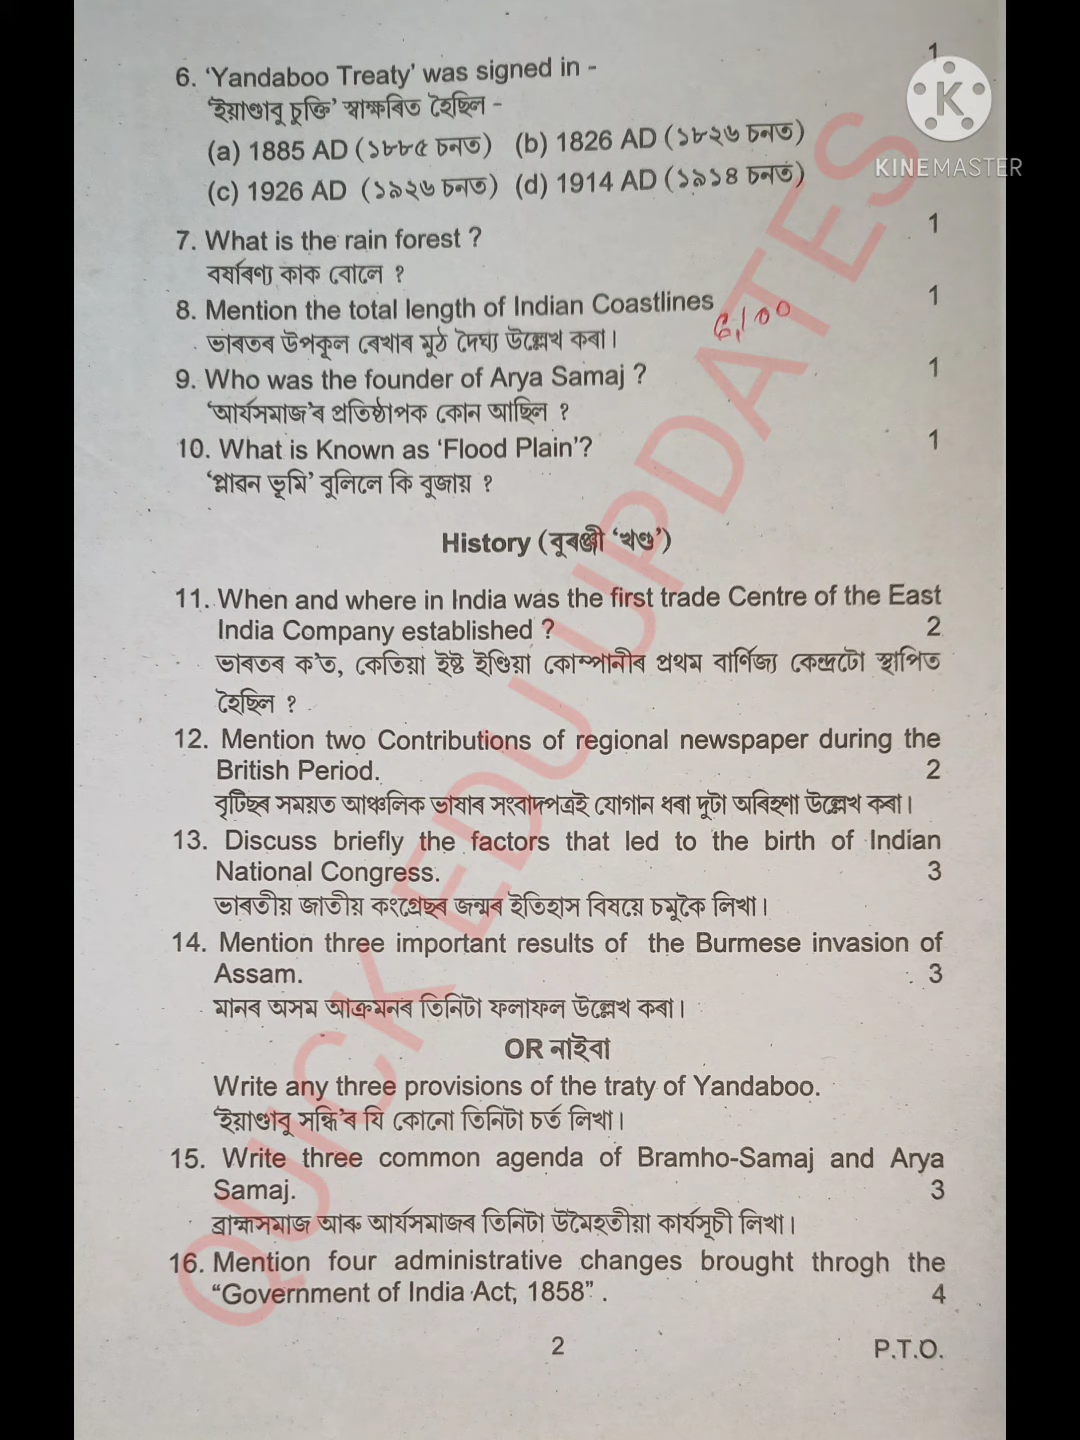 1
6. ‘Yandaboo Treaty’ was signed in -
‘ইয়াণ্ডাবু চুক্তি’ স্বাক্ষৰিত হৈছিল -
(a) 1885 AD (১৮৮৫ চনত) (b) 1826 AD (১৮২৬ চনত)
(c) 1926 AD (১৯২৬ চনত) (d) 1914 AD (১৯১৪ চনত)
K
KINEMASTER
7. What is the rain forest ? 1
বৰ্ষাৰণ্য কাক বোলে ?
8. Mention the total length of Indian Coastlines 1
6,100
ভাৰতৰ উপকূল ৰেখাৰ মুঠ দৈৰ্ঘ্য উল্লেখ কৰা।
9. Who was the founder of Arya Samaj ? 1
‘আৰ্যসমাজ’ৰ প্ৰতিষ্ঠাপক কোন আছিল ?
10. What is Known as ‘Flood Plain’? 1
‘প্লাৱন ভূমি’ বুলিলে কি বুজায় ?
History (বুৰঞ্জী ‘খণ্ড’)
11. When and where in India was the first trade Centre of the East
India Company established ? 2
ভাৰতৰ ক’ত, কেতিয়া ইষ্ট ইণ্ডিয়া কোম্পানীৰ প্ৰথম বাৰ্ণিজ্য কেন্দ্ৰটো স্থাপিত
হৈছিল ?
12. Mention two Contributions of regional newspaper during the
British Period. 2
বৃটিছৰ সময়ত আঞ্চলিক ভাষাৰ সংবাদপত্ৰই যোগান ধৰা দুটা অৰিহণা উল্লেখ কৰা।
13. Discuss briefly the factors that led to the birth of Indian
National Congress. 3
ভাৰতীয় জাতীয় কংগ্ৰেছৰ জন্মৰ ইতিহাস বিষয়ে চমুকৈ লিখা।
14. Mention three important results of the Burmese invasion of
Assam. 3
মানৰ অসম আক্ৰমনৰ তিনিটা ফলাফল উল্লেখ কৰা।
OR নাইবা
Write any three provisions of the traty of Yandaboo.
‘ইয়াণ্ডাবু সন্ধি’ৰ যি কোনো তিনিটা চৰ্ত লিখা।
15. Write three common agenda of Bramho-Samaj and Arya
Samaj. 3
ব্ৰাহ্মসমাজ আৰু আৰ্যসমাজৰ তিনিটা উমৈহতীয়া কাৰ্যসূচী লিখা।
16. Mention four administrative changes brought throgh the
“Government of India Act, 1858” . 4
2
P.T.O.
QUICK EDU UPDATES